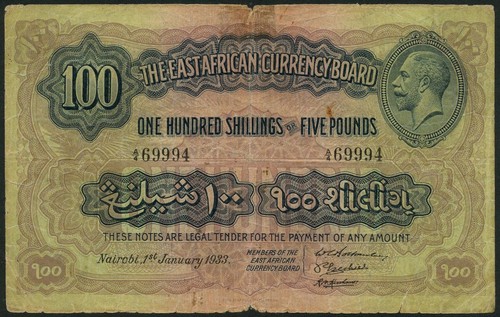 100
THE EAST AFRICAN CURRENCY BOARD
ONE HUNDRED SHILLINGS OR FIVE POUNDS
A/4 69994 A/4 69994
١٠٠ شيلنڠ ૧૦૦ શીલીંગ
THESE NOTES ARE LEGAL TENDER FOR THE PAYMENT OF ANY AMOUNT
Nairobi, 1st January 1933.
MEMBERS OF THE
EAST AFRICAN
CURRENCY BOARD
૧૦૦ ૧૦૦